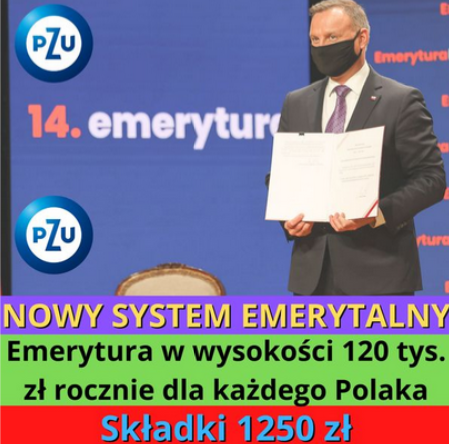 PZU
Emerytura
14. emerytura
PZU
NOWY SYSTEM EMERYTALNY
Emerytura w wysokości 120 tys.
zł rocznie dla każdego Polaka
Składki 1250 zł